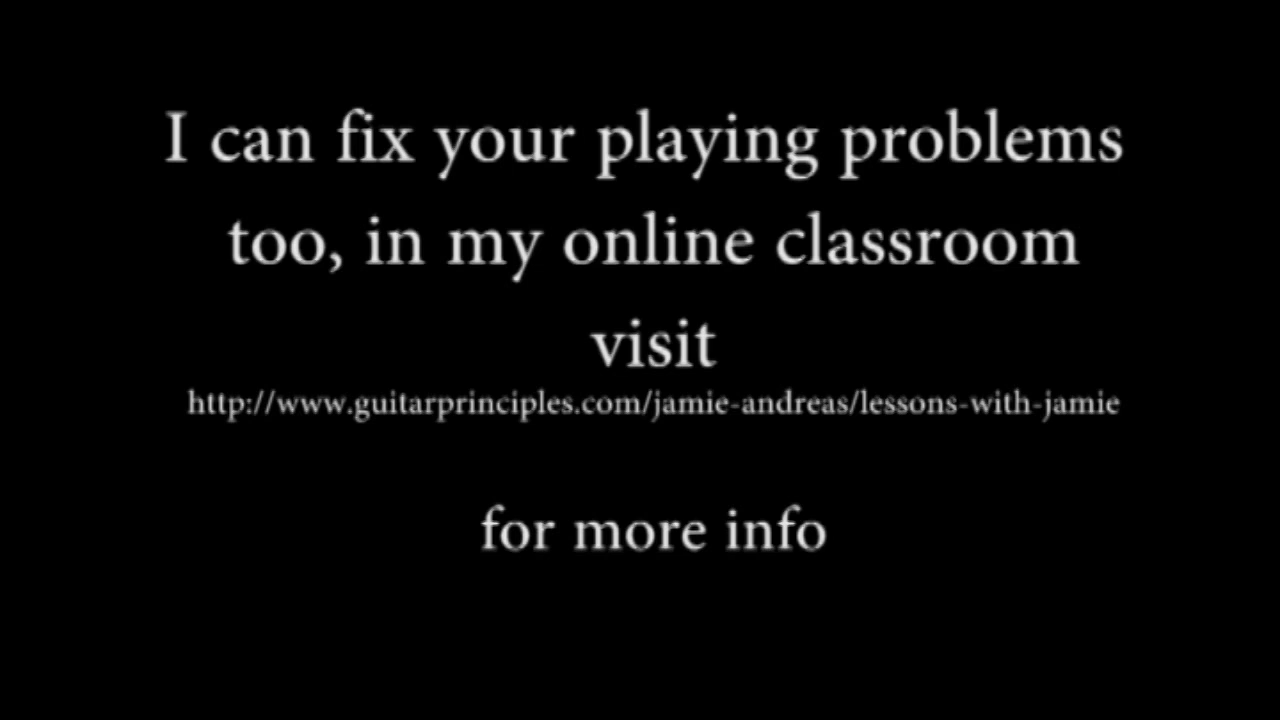 I can fix your playing problems
too, in my online classroom
visit
http://www.guitarprinciples.com/jamie-andreas/lessons-with-jamie
for more info